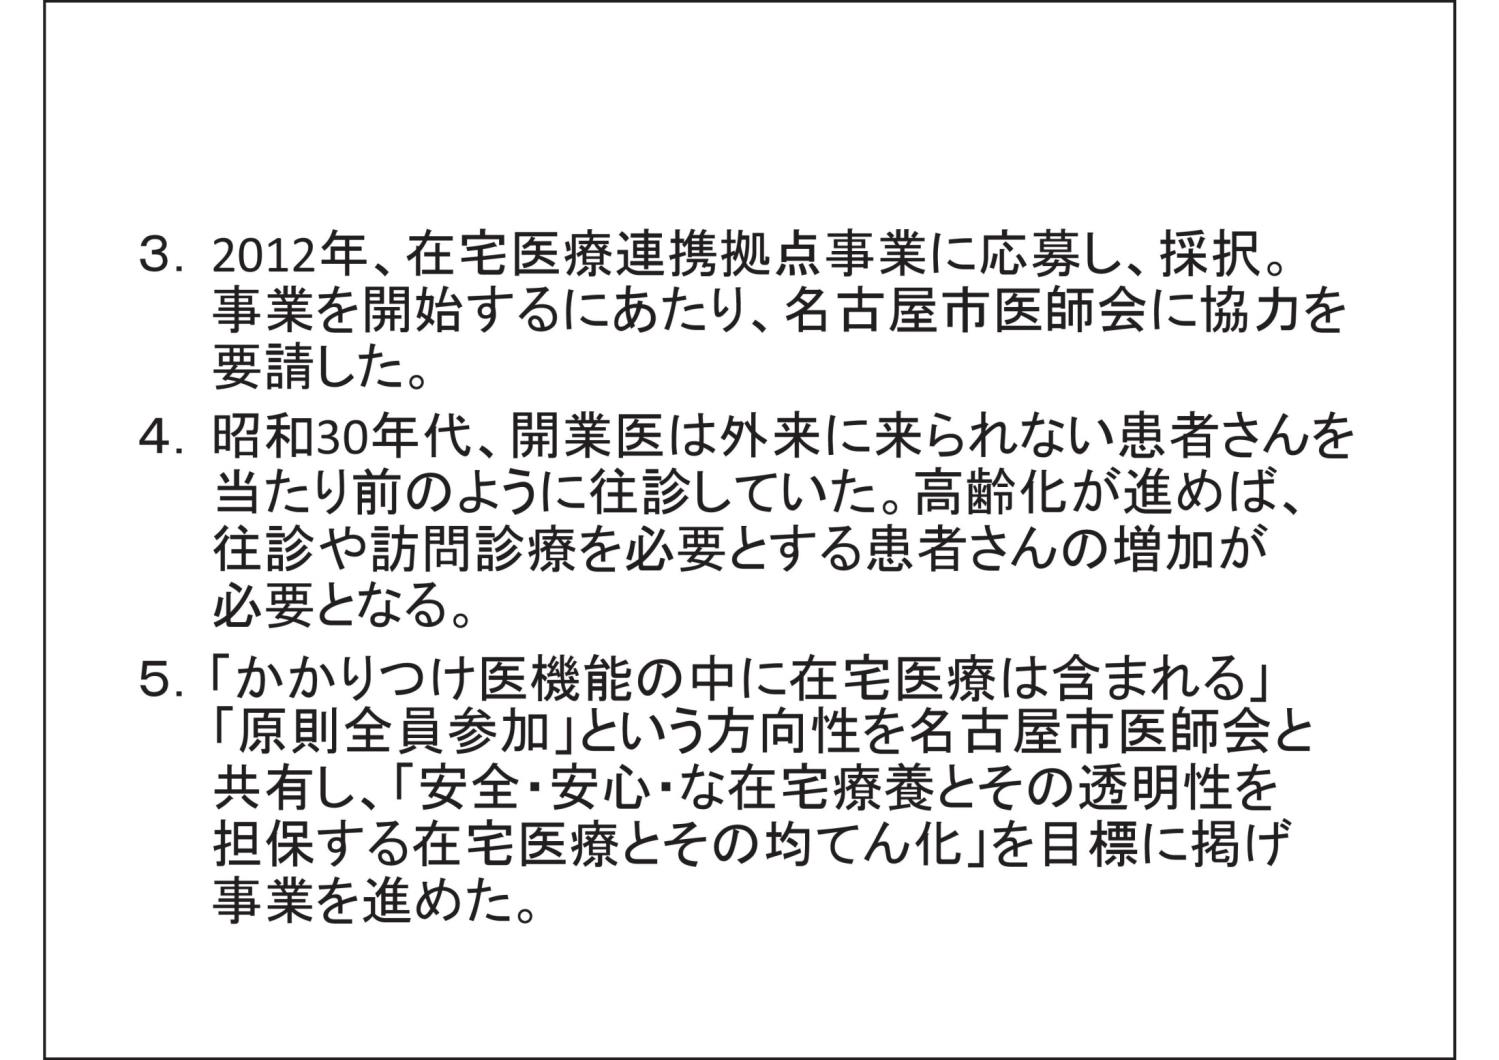 ３．2012年、在宅医療連携拠点事業に応募し、採択。
事業を開始するにあたり、名古屋市医師会に協力を
要請した。
４．昭和30年代、開業医は外来に来られない患者さんを
当たり前のように往診していた。高齢化が進めば、
往診や訪問診療を必要とする患者さんの増加が
必要となる。
５．「かかりつけ医機能の中に在宅医療は含まれる」
「原則全員参加」という方向性を名古屋市医師会と
共有し、「安全・安心・な在宅療養とその透明性を
担保する在宅医療とその均てん化」を目標に掲げ
事業を進めた。